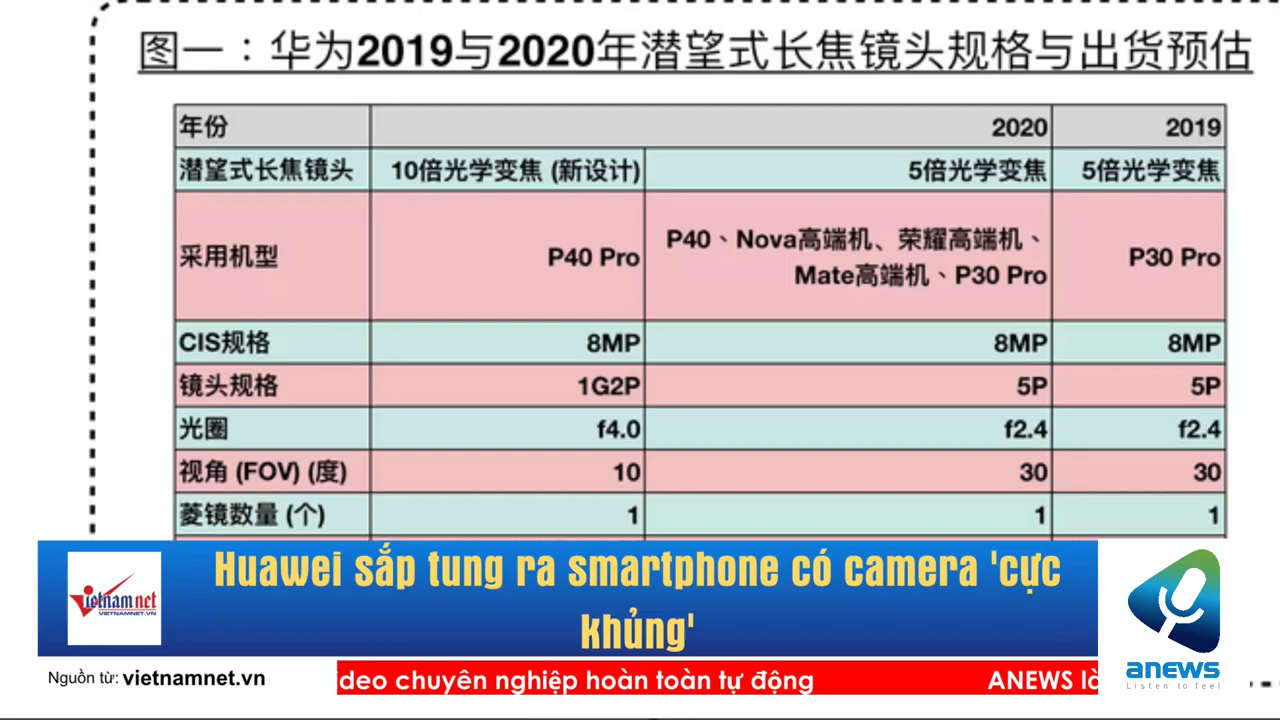 图一：华为2019与2020年潜望式长焦镜头规格与出货预估
年份 2020 2019
潜望式长焦镜头 10倍光学变焦 (新设计) 5倍光学变焦 5倍光学变焦
采用机型 P40 Pro P40、Nova高端机、荣耀高端机、 P30 Pro
Mate高端机、P30 Pro
CIS规格 8MP 8MP 8MP
镜头规格 1G2P 5P 5P
光圈 f4.0 f2.4 f2.4
视角 (FOV) (度) 10 30 30
菱镜数量 (个) 1 1 1
Huawei sắp tung ra smartphone có camera 'cực
khủng'
Vietnamnet
VIETNAMNET.VN
Nguồn từ: vietnamnet.vn
deo chuyên nghiệp hoàn toàn tự động ANEWS là
anews
Listen to feel